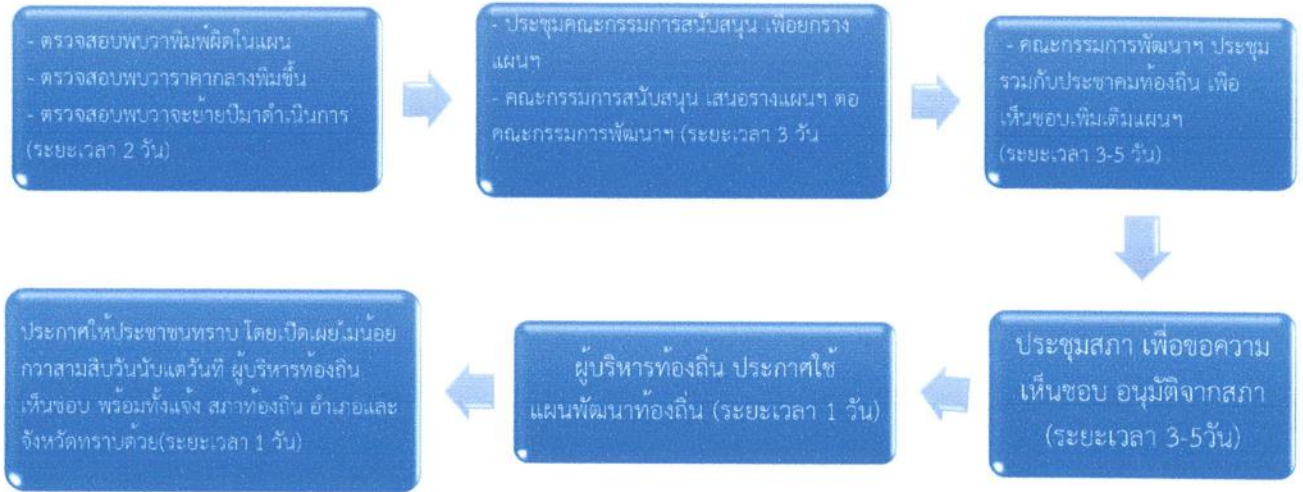 - ตรวจสอบพบว่าพิมพ์ผิดในแผน
- ตรวจสอบพบว่าราคากลางเพิ่มขึ้น
- ตรวจสอบพบว่าจะย้ายปีมาดำเนินการ
(ระยะเวลา 2 วัน)
- ประชุมคณะกรรมการสนับสนุน เพื่อยกร่าง
แผนฯ
- คณะกรรมการสนับสนุน เสนอร่างแผนฯ ต่อ
คณะกรรมการพัฒนาฯ (ระยะเวลา 3 วัน
- คณะกรรมการพัฒนาฯ ประชุม
ร่วมกับประชาคมท้องถิ่น เพื่อ
เห็นชอบเพิ่มเติมแผนฯ
(ระยะเวลา 3-5 วัน)
ประชุมสภา เพื่อขอความ
เห็นชอบ อนุมัติจากสภา
(ระยะเวลา 3-5วัน)
ผู้บริหารท้องถิ่น ประกาศใช้
แผนพัฒนาท้องถิ่น (ระยะเวลา 1 วัน)
ประกาศให้ประชาชนทราบ โดยเปิดเผยไม่น้อย
กว่าสามสิบวันนับแต่วันที่ ผู้บริหารท้องถิ่น
เห็นชอบ พร้อมทั้งแจ้ง สภาท้องถิ่น อำเภอและ
จังหวัดทราบด้วย(ระยะเวลา 1 วัน)